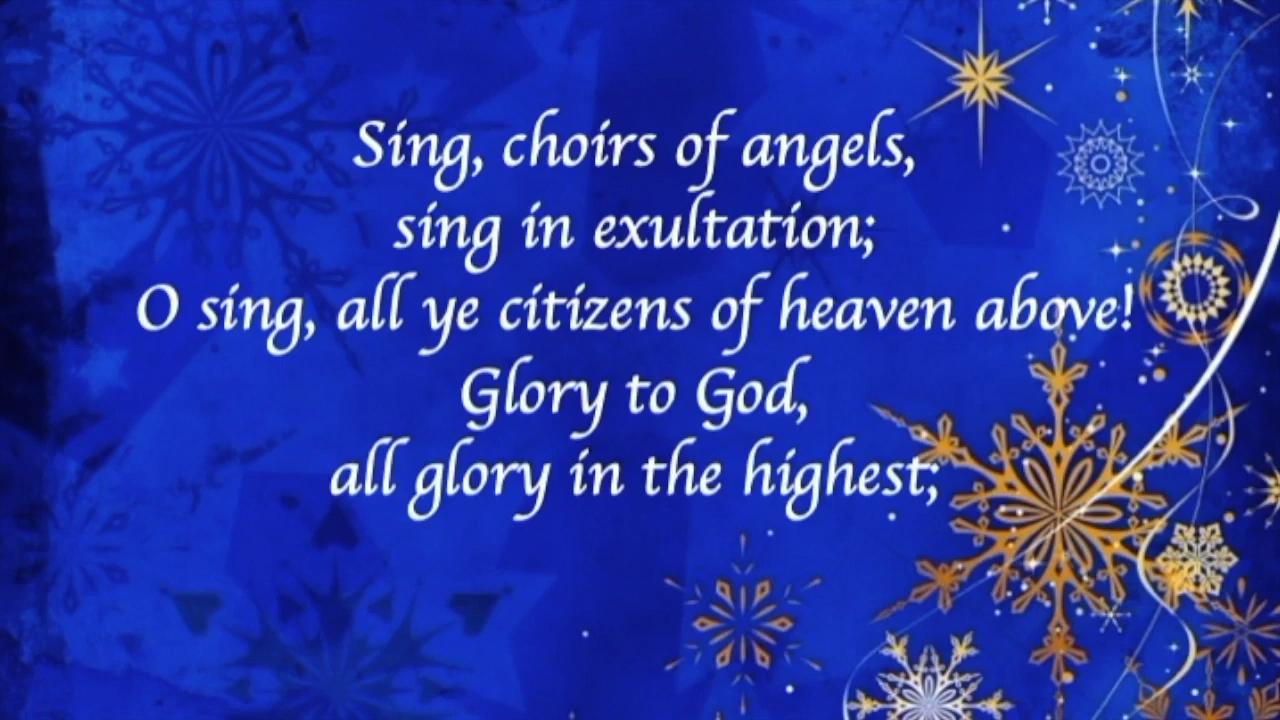 Sing, choirs of angels,
sing in exultation;
O sing, all ye citizens of heaven above!
Glory to God,
all glory in the highest;